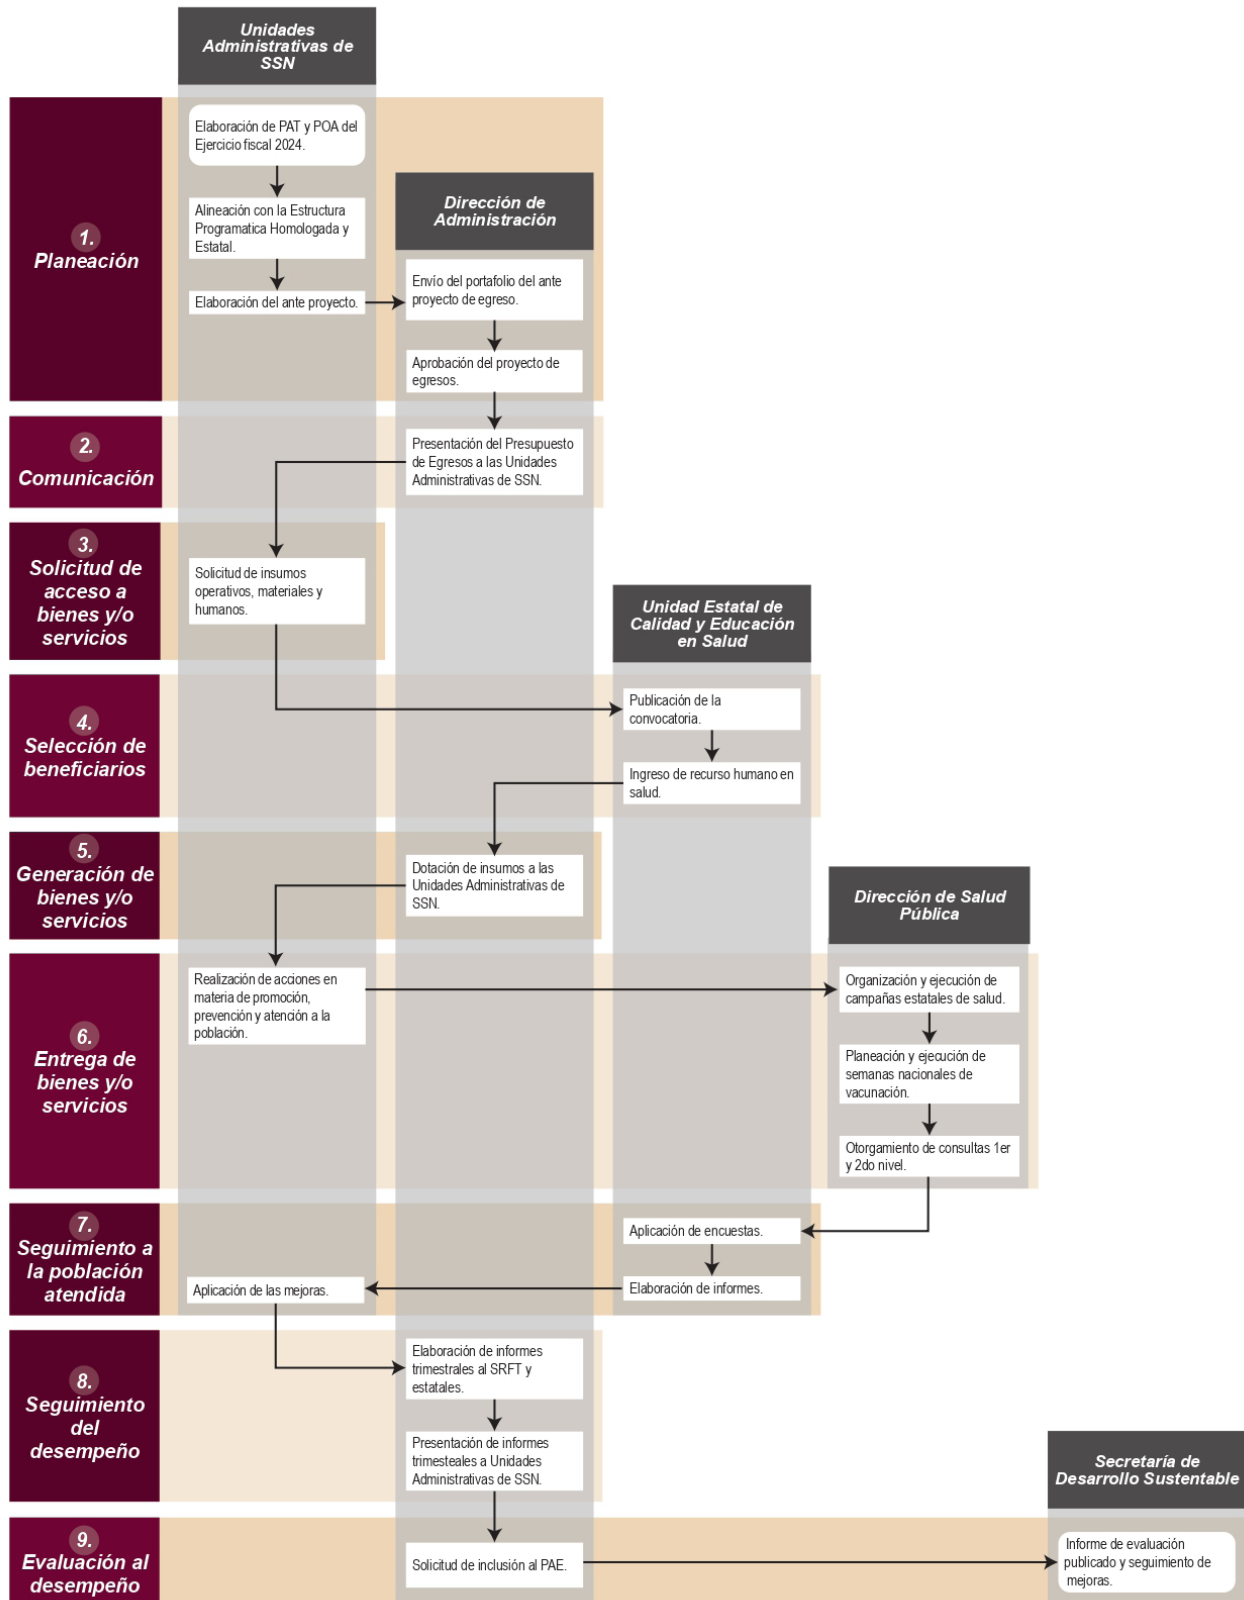 Unidades
Administrativas de
SSN
1.
Planeación
Elaboración de PAT y POA del
Ejercicio fiscal 2024.
Alineación con la Estructura
Programatica Homologada y
Estatal.
Elaboración del ante proyecto.
Dirección de
Administración
Envío del portafolio del ante
proyecto de egreso.
Aprobación del proyecto de
egresos.
2.
Comunicación
Presentación del Presupuesto
de Egresos a las Unidades
Administrativas de SSN.
3.
Solicitud de
acceso a
bienes y/o
servicios
Solicitud de insumos
operativos, materiales y
humanos.
Unidad Estatal de
Calidad y Educación
en Salud
4.
Selección de
beneficiarios
Publicación de la
convocatoria.
Ingreso de recurso humano en
salud.
5.
Generación de
bienes y/o
servicios
Dotación de insumos a las
Unidades Administrativas de
SSN.
Dirección de Salud
Pública
6.
Entrega de
bienes y/o
servicios
Realización de acciones en
materia de promoción,
prevención y atención a la
población.
Organización y ejecución de
campañas estatales de salud.
Planeación y ejecución de
semanas nacionales de
vacunación.
Otorgamiento de consultas 1er
y 2do nivel.
7.
Seguimiento a
la población
atendida
Aplicación de encuestas.
Elaboración de informes.
Aplicación de las mejoras.
8.
Seguimiento
del
desempeño
Elaboración de informes
trimestrales al SRFT y
estatales.
Presentación de informes
trimesteales a Unidades
Administrativas de SSN.
Secretaría de
Desarrollo Sustentable
9.
Evaluación al
desempeño
Solicitud de inclusión al PAE.
Informe de evaluación
publicado y seguimiento de
mejoras.